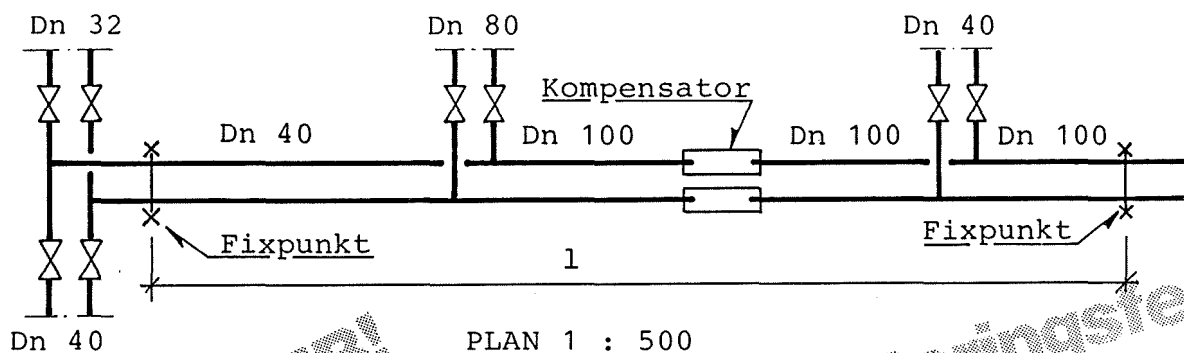 Dn 32
Dn 80
Dn 40
Kompensator
Dn 40
Dn 100
Dn 100
Dn 100
Fixpunkt
Fixpunkt
l
Dn 40
PLAN 1 : 500